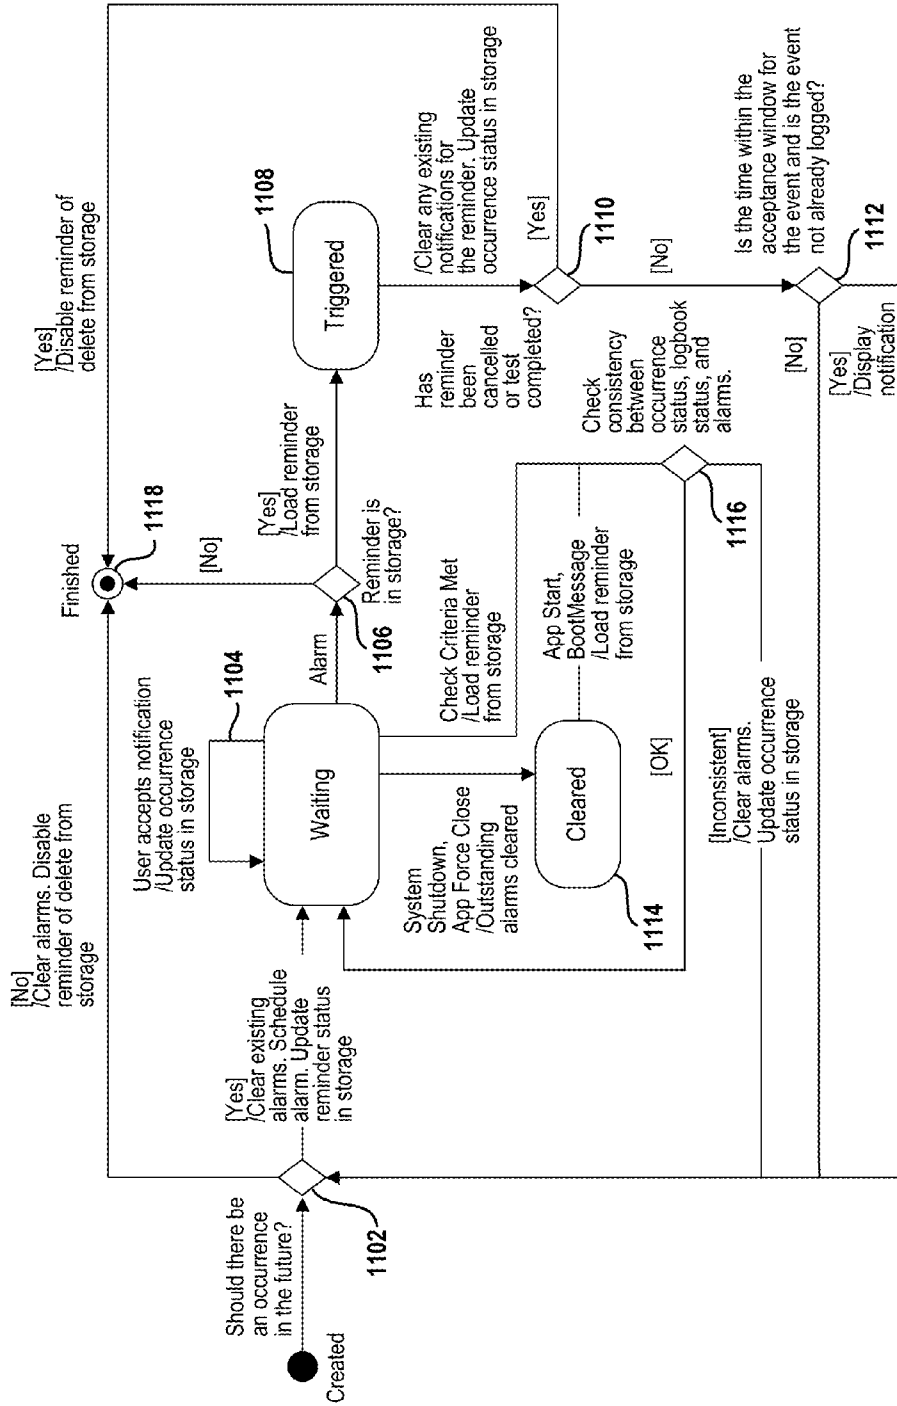 Created
Should there be
an occurrence
in the future?
1102
[No]
/Clear alarms. Disable
reminder of delete from
storage
[Yes]
/Clear existing
alarms. Schedule
alarm. Update
reminder status
in storage
User accepts notification
/Update occurrence
status in storage
1104
Waiting
Alarm
1106
Reminder is
in storage?
[No]
Finished
1118
[Yes]
/Load reminder
from storage
[Yes]
/Disable reminder of
delete from storage
Triggered
1108
/Clear any existing
notifications for
the reminder. Update
occurrence status in storage
Has
reminder
been
cancelled
or test
completed?
[Yes]
1110
[No]
Is the time within the
acceptance window for
the event and is the event
not already logged?
1112
[No]
[Yes]
/Display
notification
System
Shutdown,
App Force Close
/Outstanding
alarms cleared
Cleared
1114
Check Criteria Met
/Load reminder
from storage
App Start,
BootMessage
/Load reminder
from storage
Check
consistency
between
occurrence
status, logbook
status, and
alarms.
1116
[OK]
[Inconsistent]
/Clear alarms.
Update occurrence
status in storage